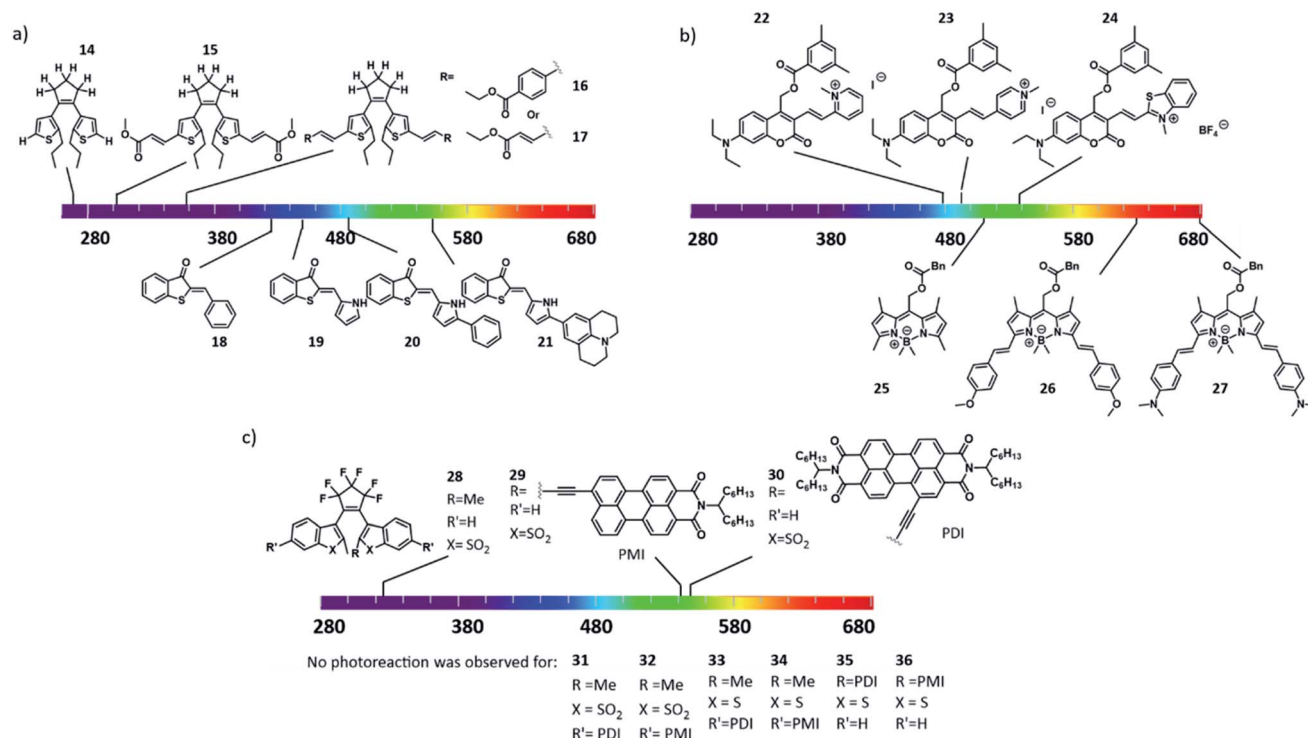 a)
14
15
R=
16
Or
17
280
380
480
580
680
18
19
20
21
b)
22
23
24
I⊖
I⊖
BF4⊖
280
380
480
580
680
25
26
27
c)
28
R=Me
R'=H
X=SO2
29
R=
R'=H
X=SO2
PMI
30
R=
R'=H
X=SO2
PDI
280
380
480
580
680
No photoreaction was observed for:
31
R =Me
X = SO2
R'= PDI
32
R =Me
X = SO2
R'= PMI
33
R =Me
X = S
R'=PDI
34
R =Me
X = S
R'=PMI
35
R=PDI
X = S
R'=H
36
R =PMI
X = S
R'=H